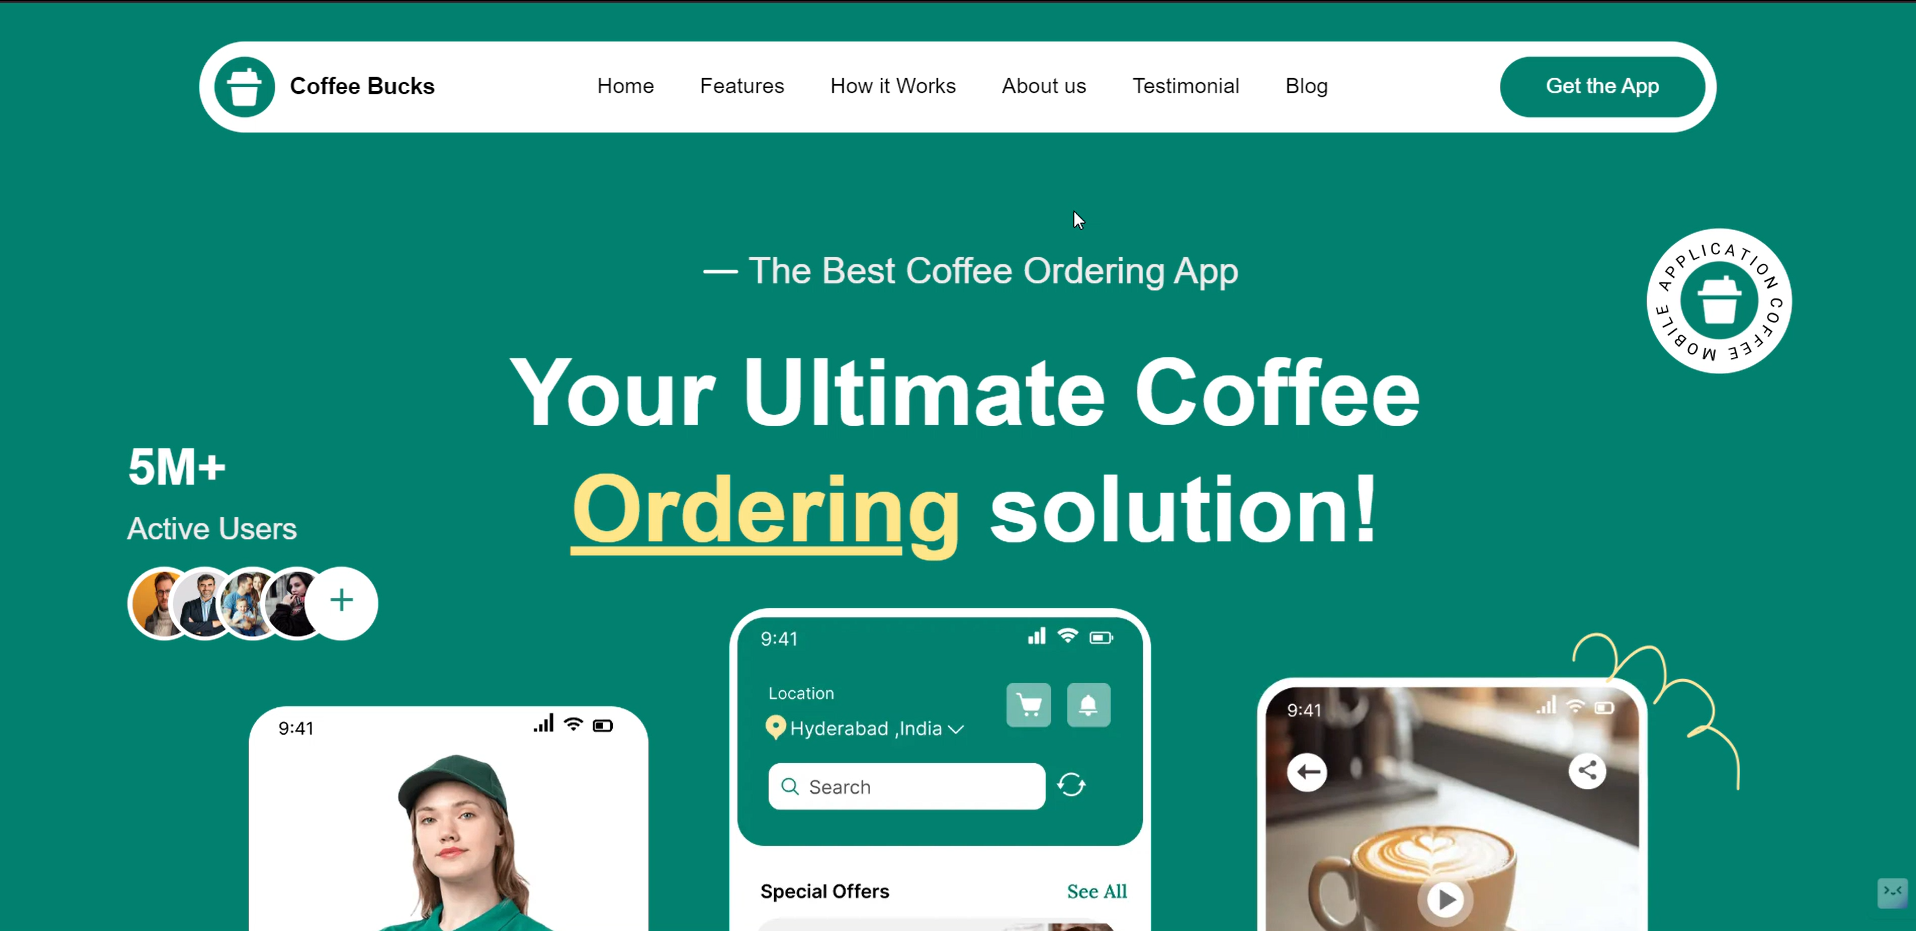 Coffee Bucks
Home
Features
How it Works
About us
Testimonial
Blog
Get the App
— The Best Coffee Ordering App
MOBILE APPLICATION COFFEE
Your Ultimate Coffee
Ordering solution!
5M+
Active Users
+
9:41
Location
Hyderabad ,India
Search
Special Offers
See All
9:41
9:41